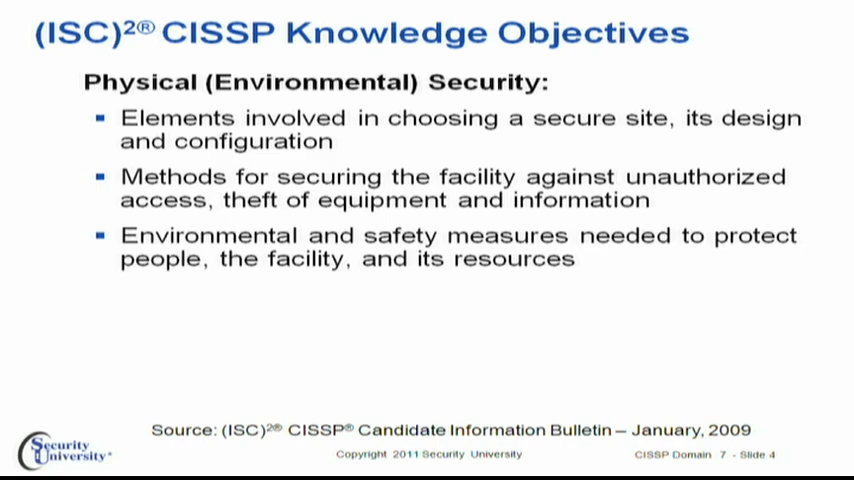 (ISC)²® CISSP Knowledge Objectives
Physical (Environmental) Security:
Elements involved in choosing a secure site, its design
and configuration
Methods for securing the facility against unauthorized
access, theft of equipment and information
Environmental and safety measures needed to protect
people, the facility, and its resources
Source: (ISC)²® CISSP® Candidate Information Bulletin – January, 2009
Security
University
Copyright 2011 Security University
CISSP Domain 7 - Slide 4